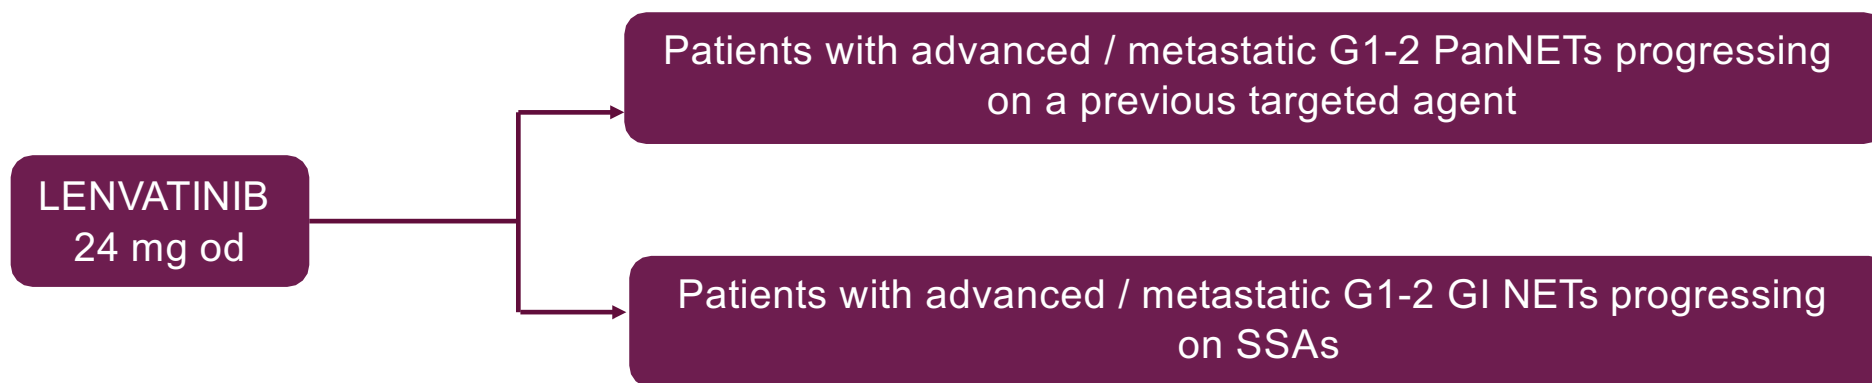 Patients with advanced / metastatic G1-2 PanNETs progressing
on a previous targeted agent
LENVATINIB
24 mg od
Patients with advanced / metastatic G1-2 GI NETs progressing
on SSAs